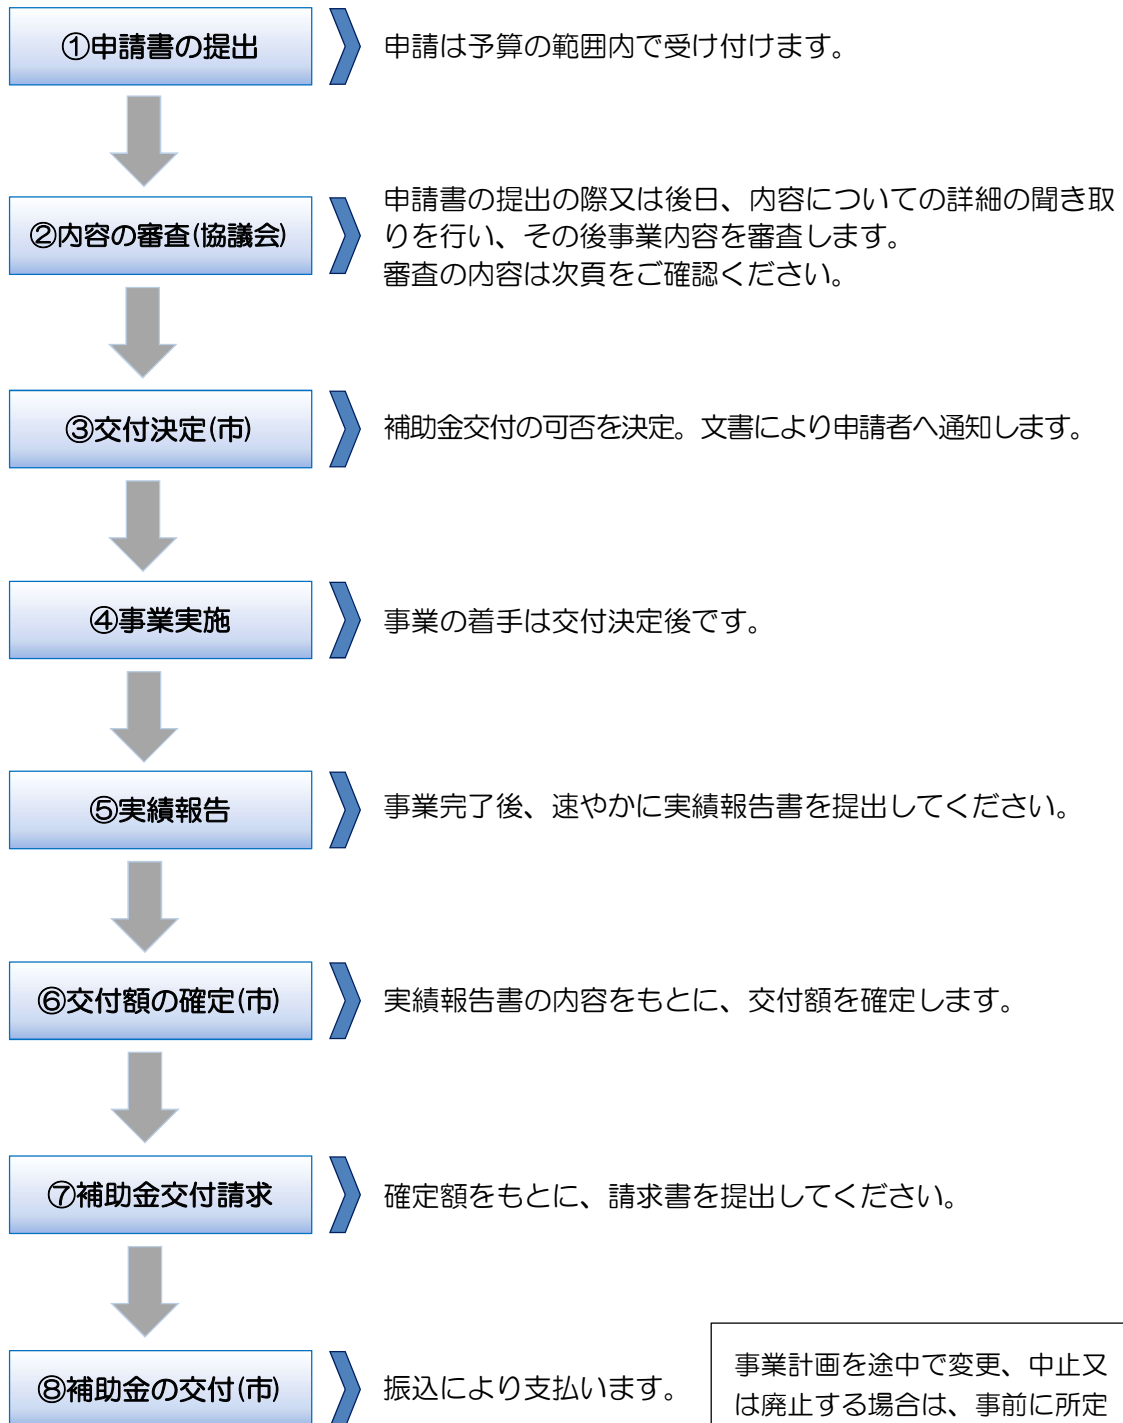 ①申請書の提出
申請は予算の範囲内で受け付けます。
②内容の審査(協議会)
申請書の提出の際又は後日、内容についての詳細の聞き取
りを行い、その後事業内容を審査します。
審査の内容は次頁をご確認ください。
③交付決定(市)
補助金交付の可否を決定。文書により申請者へ通知します。
④事業実施
事業の着手は交付決定後です。
⑤実績報告
事業完了後、速やかに実績報告書を提出してください。
⑥交付額の確定(市)
実績報告書の内容をもとに、交付額を確定します。
⑦補助金交付請求
確定額をもとに、請求書を提出してください。
⑧補助金の交付(市)
振込により支払います。
事業計画を途中で変更、中止又
は廃止する場合は、事前に所定